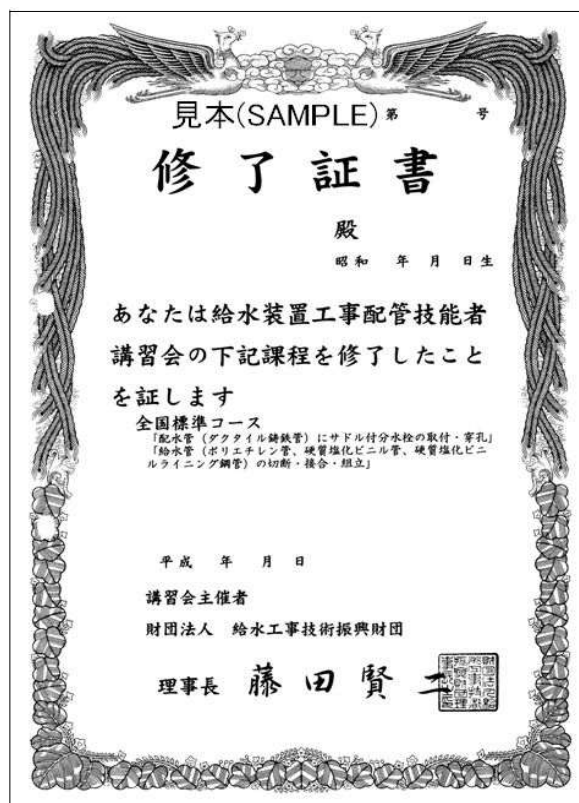 見本(SAMPLE) 第 号
修了証書
殿
昭和 年 月 日生
あなたは給水装置工事配管技能者
講習会の下記課程を修了したこと
を証します
全国標準コース
「配水管(ダクタイル鋳鉄管)にサドル付分水栓の取付・穿孔」
「給水管(ポリエチレン管、硬質塩化ビニル管、硬質塩化ビニ
ルライニング鋼管)の切断・接合・組立」
平成 年 月 日
講習会主催者
財団法人 給水工事技術振興財団
理事長 藤田賢二